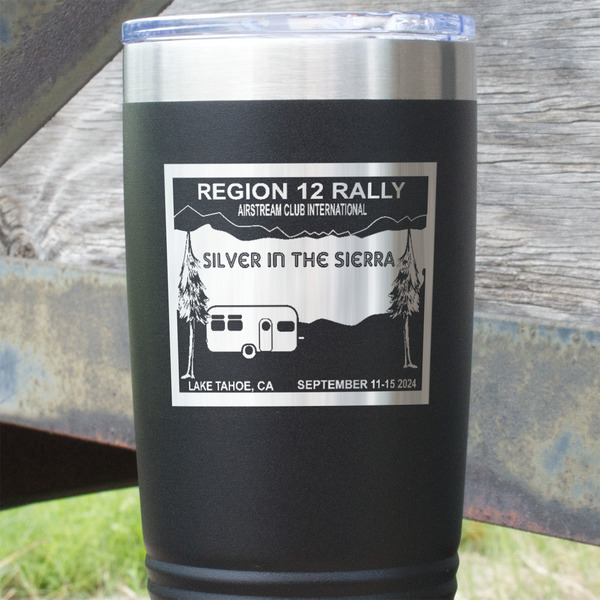 REGION 12 RALLY
AIRSTREAM CLUB INTERNATIONAL
SILVER IN THE SIERRA
LAKE TAHOE, CA SEPTEMBER 11-15 2024